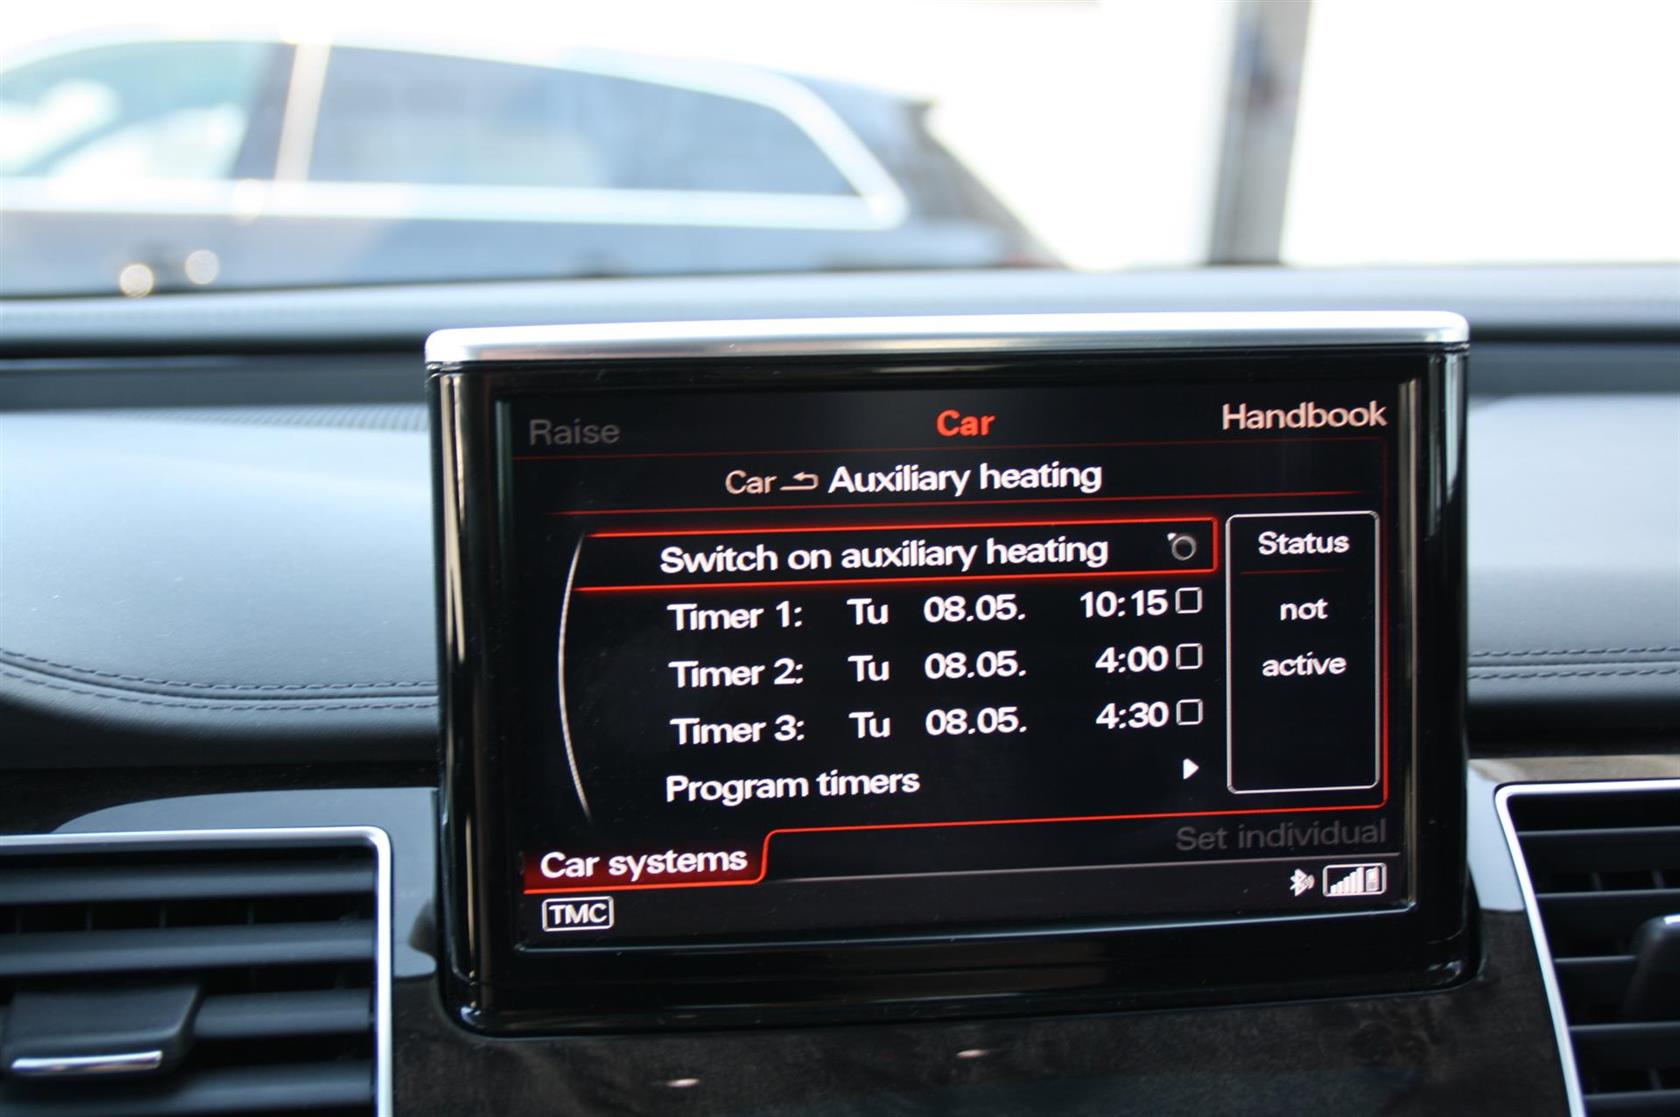 Raise Car Handbook
Car Auxiliary heating
Switch on auxiliary heating
Timer 1: Tu 08.05. 10:15
Timer 2: Tu 08.05. 4:00
Timer 3: Tu 08.05. 4:30
Program timers
Status
not
active
Set individual
Car systems
TMC